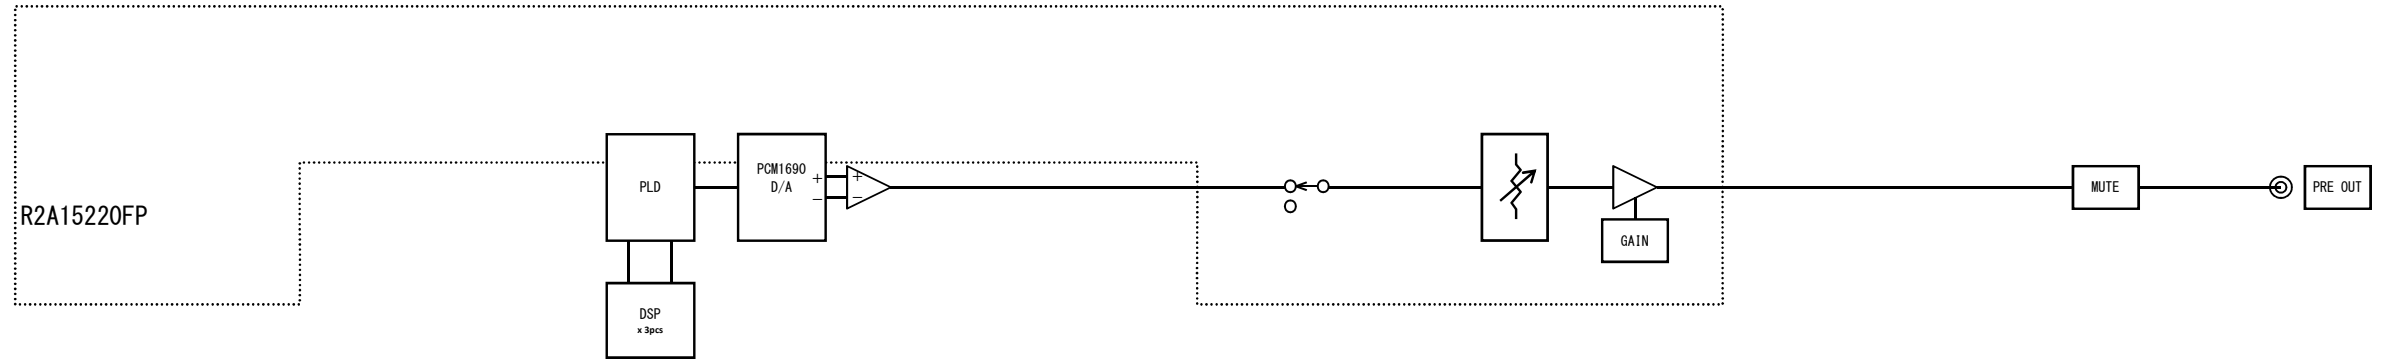 PLD
PCM1690
D/A
+
−
+
−
MUTE
PRE OUT
R2A15220FP
GAIN
DSP
x 3pcs